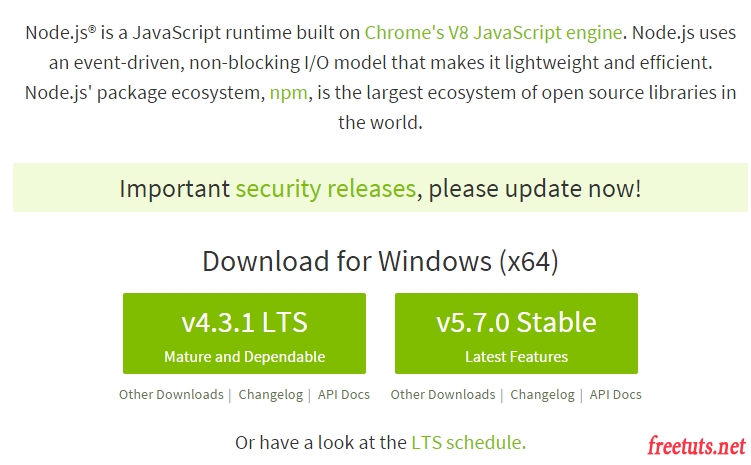 Node.js® is a JavaScript runtime built on Chrome's V8 JavaScript engine. Node.js uses
an event-driven, non-blocking I/O model that makes it lightweight and efficient.
Node.js' package ecosystem, npm, is the largest ecosystem of open source libraries in
the world.
Important security releases, please update now!
Download for Windows (x64)
v4.3.1 LTS
Mature and Dependable
Other Downloads | Changelog | API Docs
v5.7.0 Stable
Latest Features
Other Downloads | Changelog | API Docs
Or have a look at the LTS schedule.
freetuts.net